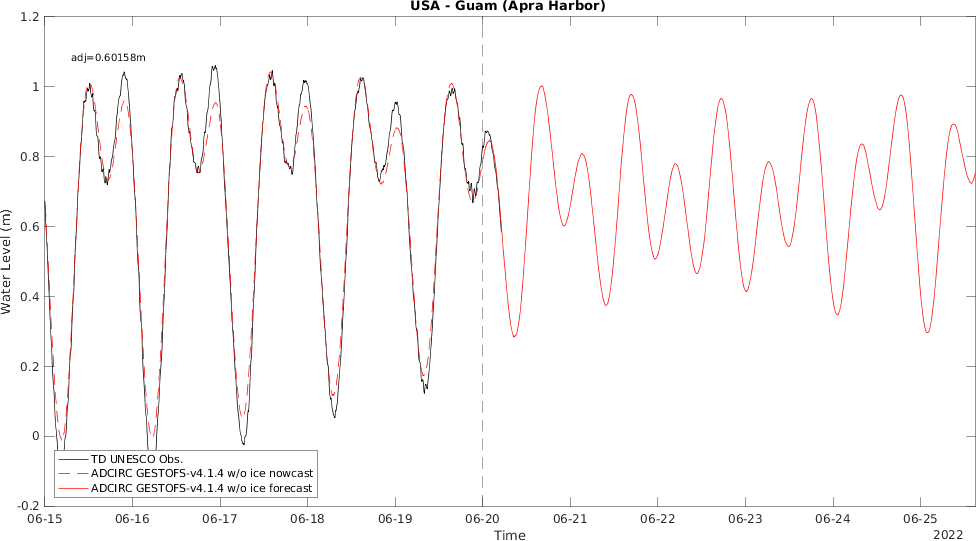 USA - Guam (Apra Harbor)
1.2
adj=0.60158m
1
0.8
0.6
0.4
0.2
0
-0.2
Water Level (m)
TD UNESCO Obs.
ADCIRC GESTOFS-v4.1.4 w/o ice nowcast
ADCIRC GESTOFS-v4.1.4 w/o ice forecast
06-15 06-16 06-17 06-18 06-19 06-20 06-21 06-22 06-23 06-24 06-25
Time
2022